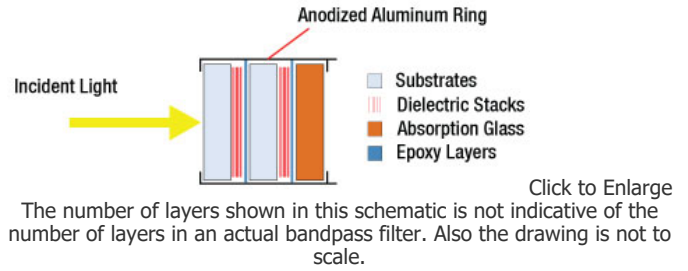 Anodized Aluminum Ring
Incident Light
Substrates
Dielectric Stacks
Absorption Glass
Epoxy Layers
Click to Enlarge
The number of layers shown in this schematic is not indicative of the
number of layers in an actual bandpass filter. Also the drawing is not to
scale.